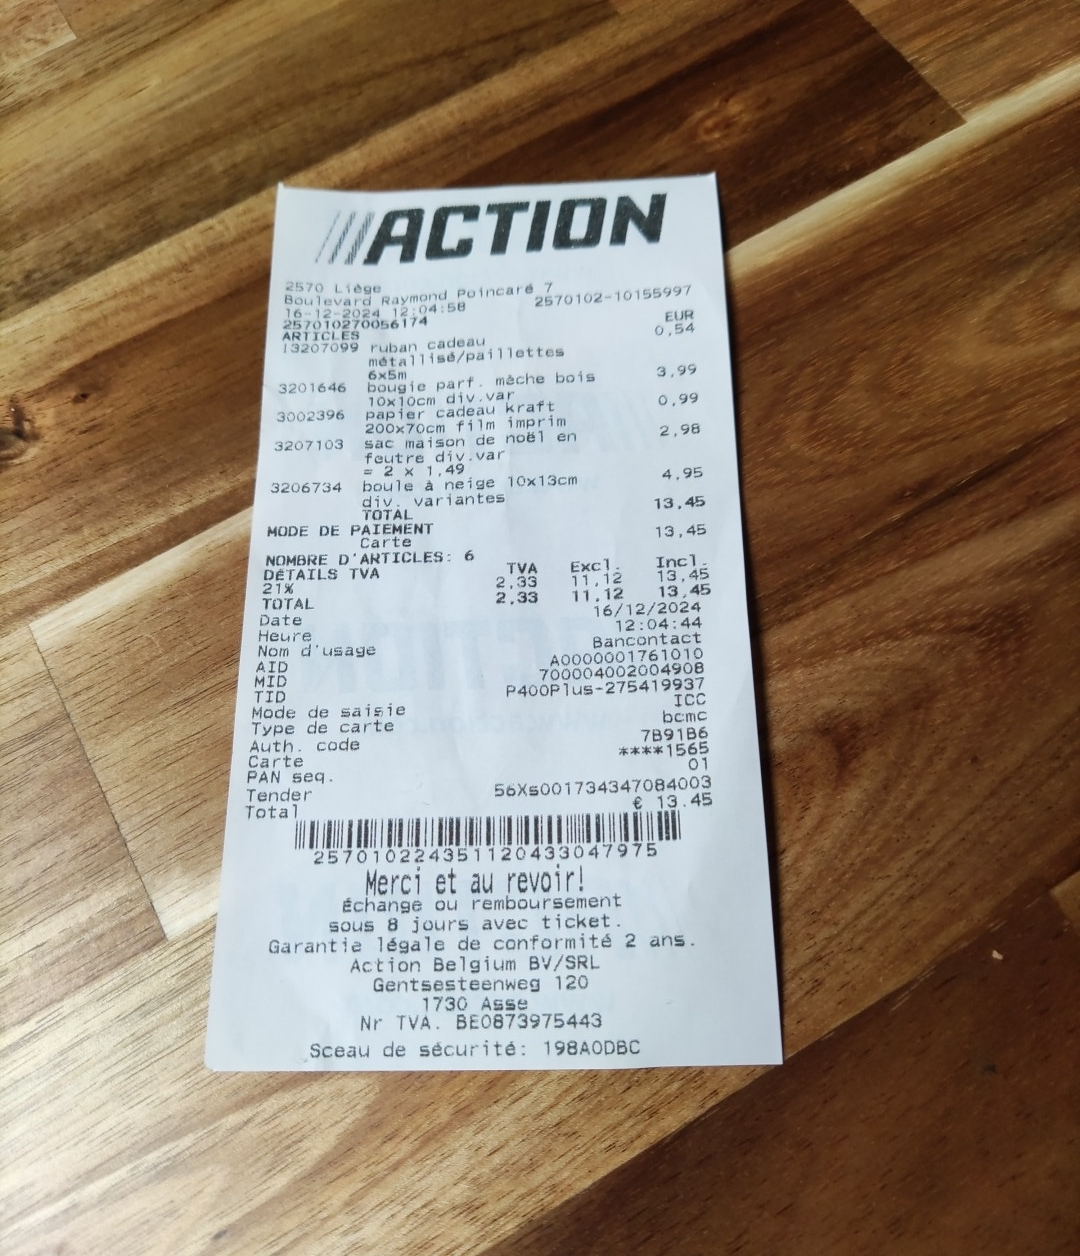 ///ACTION
2570 Liège
Boulevard Raymond Poincaré 7
16-12-2024 12:04:58 2570102-10155997
257010270056174
ARTICLES EUR
13207099 ruban cadeau 0,54
métallisé/paillettes
6x5m
3201646 bougie parf. mèche bois 3,99
10x10cm div.var
3002396 papier cadeau kraft 0,99
200x70cm film imprim
3207103 sac maison de noël en 2,98
feutre div.var
= 2 x 1,49
3206734 boule à neige 10x13cm 4,95
div. variantes
TOTAL 13,45
MODE DE PAIEMENT
Carte 13,45
NOMBRE D'ARTICLES: 6
DÉTAILS TVA TVA Excl. Incl.
21% 2,33 11,12 13,45
TOTAL 2,33 11,12 13,45
Date 16/12/2024
Heure 12:04:44
Nom d'usage Bancontact
AID A0000001761010
MID 700004002004908
TID P400Plus-275419937
Mode de saisie ICC
Type de carte bcmc
Auth. code 7B91B6
Carte ****1565
PAN seq. 01
Tender 56Xs001734347084003
Total € 13.45
257010224351120433047975
Merci et au revoir!
Échange ou remboursement
sous 8 jours avec ticket.
Garantie légale de conformité 2 ans.
Action Belgium BV/SRL
Gentsesteenweg 120
1730 Asse
Nr TVA. BE0873975443
Sceau de sécurité: 198A0DBC